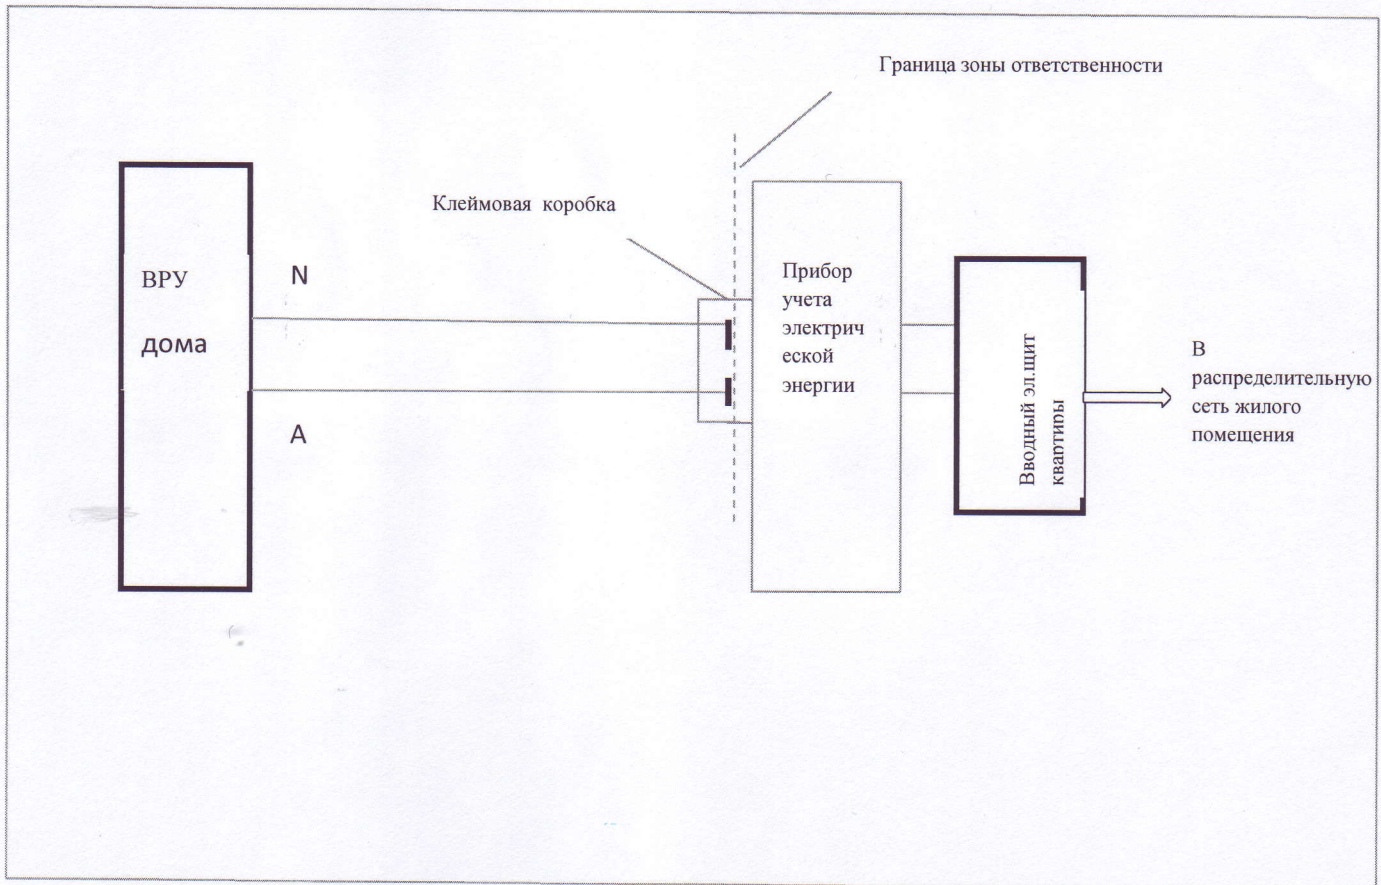 Граница зоны ответственности
Клеймовая коробка
ВРУ
дома
N
A
Прибор
учета
электрич
еской
энергии
Вводный эл.щит
квартиры
В
распределительную
сеть жилого
помещения